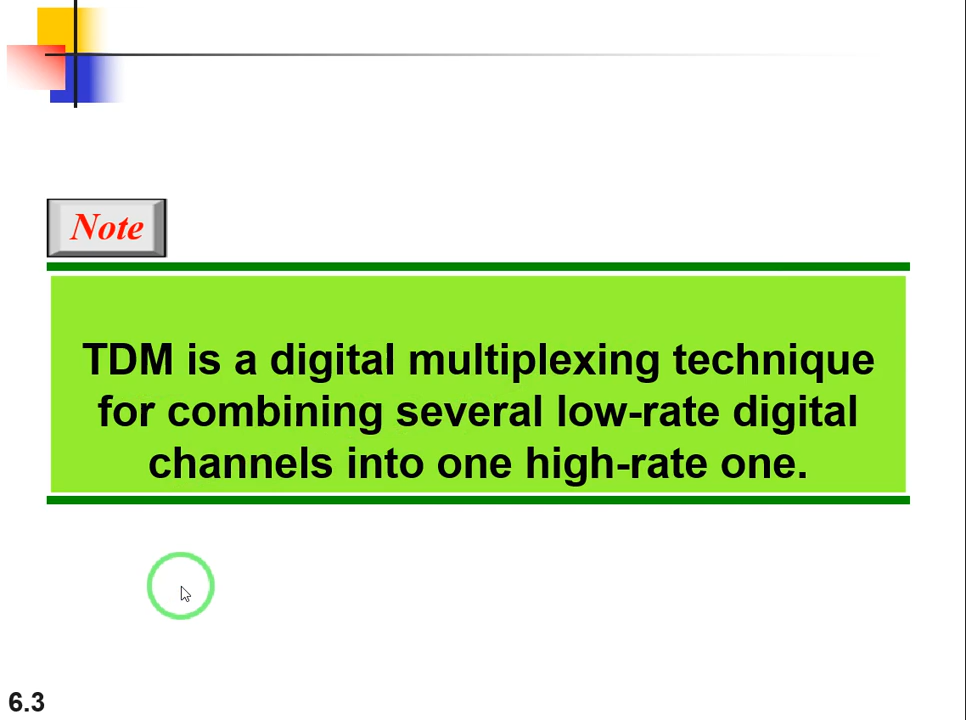 Note
TDM is a digital multiplexing technique
for combining several low-rate digital
channels into one high-rate one.
6.3